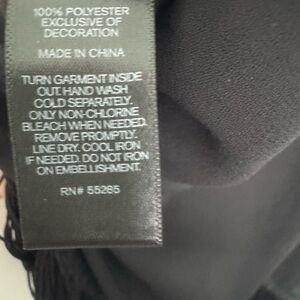 100% POLYESTER
EXCLUSIVE OF
DECORATION
MADE IN CHINA
TURN GARMENT INSIDE
OUT. HAND WASH
COLD SEPARATELY.
ONLY NON-CHLORINE
BLEACH WHEN NEEDED.
REMOVE PROMPTLY.
LINE DRY. COOL IRON
IF NEEDED. DO NOT IRON
ON EMBELLISHMENT.
RN# 55285